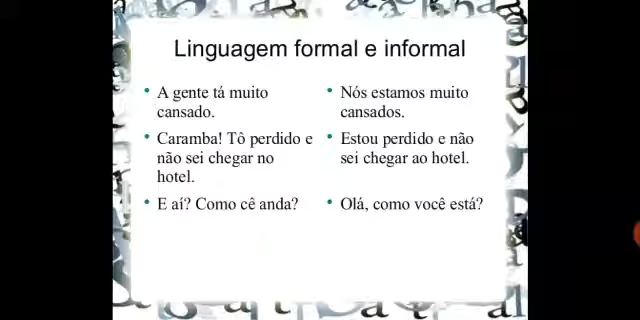 Linguagem formal e informal
• A gente tá muito
cansado.
• Caramba! Tô perdido e
não sei chegar no
hotel.
• E aí? Como cê anda?
• Nós estamos muito
cansados.
• Estou perdido e não
sei chegar ao hotel.
• Olá, como você está?